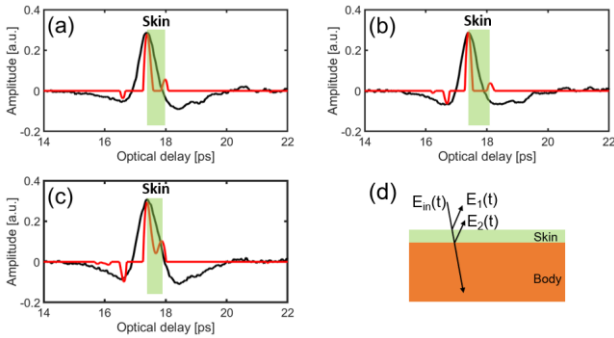 (a)
Skin
Amplitude [a.u.]
0.4
0.2
0
-0.2
14 16 18 20 22
Optical delay [ps]
(b)
Skin
Amplitude [a.u.]
0.4
0.2
0
-0.2
14 16 18 20 22
Optical delay [ps]
(c)
Skin
Amplitude [a.u.]
0.4
0.2
0
-0.2
14 16 18 20 22
Optical delay [ps]
(d)
Ein(t) E1(t)
E2(t)
Skin
Body